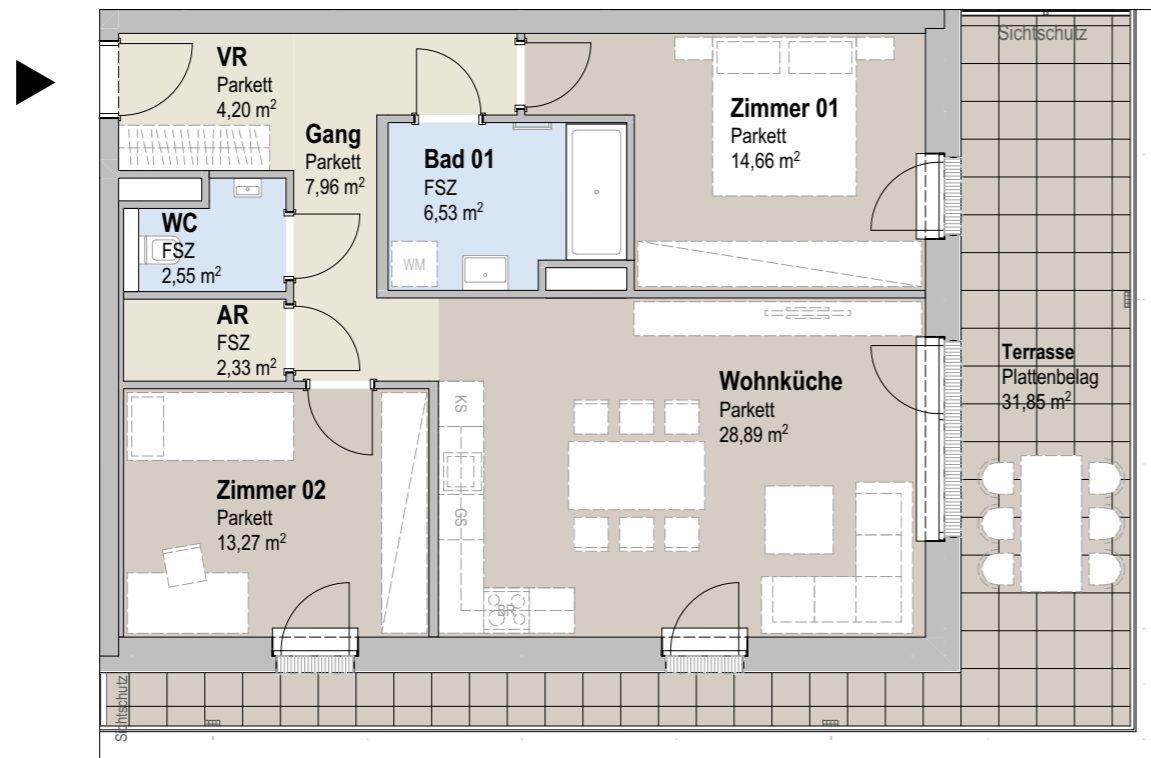 Sichtschutz
VR
Parkett
4,20 m²
Gang
Parkett
7,96 m²
Bad 01
FSZ
6,53 m²
WM
Zimmer 01
Parkett
14,66 m²
WC
FSZ
2,55 m²
AR
FSZ
2,33 m²
Wohnküche
Parkett
28,89 m²
Terrasse
Plattenbelag
31,85 m²
KS
GS
BR
Zimmer 02
Parkett
13,27 m²
Sichtschutz